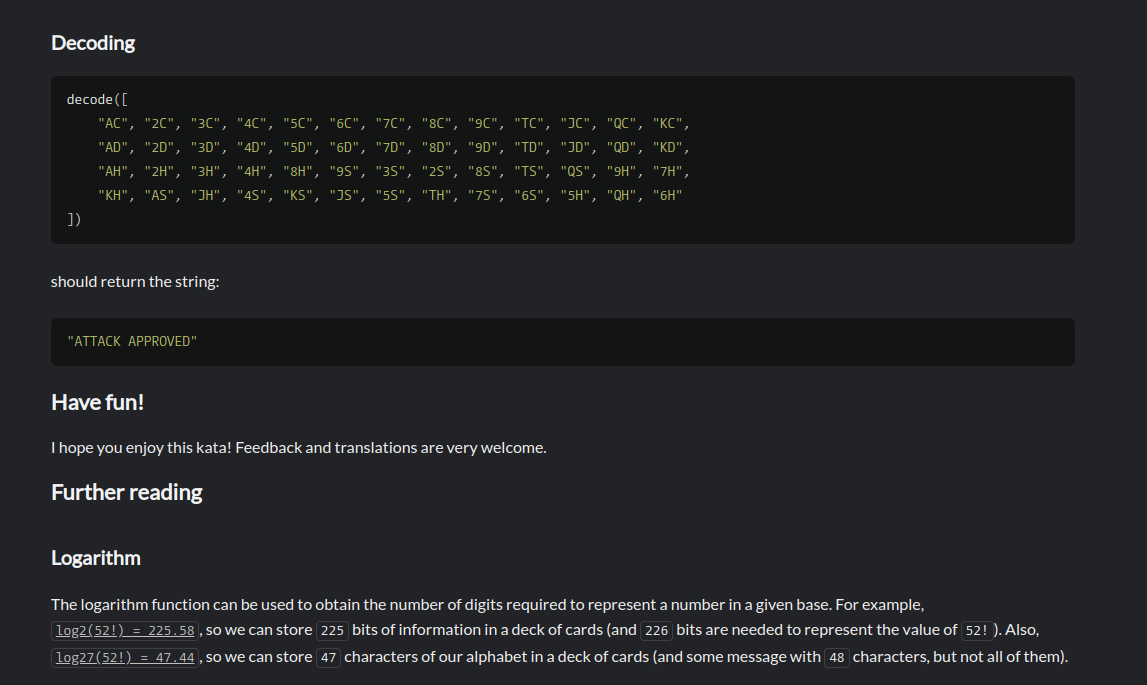 Decoding
decode([
    "AC", "2C", "3C", "4C", "5C", "6C", "7C", "8C", "9C", "TC", "JC", "QC", "KC",
    "AD", "2D", "3D", "4D", "5D", "6D", "7D", "8D", "9D", "TD", "JD", "QD", "KD",
    "AH", "2H", "3H", "4H", "8H", "9S", "3S", "2S", "8S", "TS", "QS", "9H", "7H",
    "KH", "AS", "JH", "4S", "KS", "JS", "5S", "TH", "7S", "6S", "5H", "QH", "6H"
])
should return the string:
"ATTACK APPROVED"
Have fun!
I hope you enjoy this kata! Feedback and translations are very welcome.
Further reading
Logarithm
The logarithm function can be used to obtain the number of digits required to represent a number in a given base. For example,
log2(52!) = 225.58, so we can store 225 bits of information in a deck of cards (and 226 bits are needed to represent the value of 52!). Also,
log27(52!) = 47.44, so we can store 47 characters of our alphabet in a deck of cards (and some message with 48 characters, but not all of them).